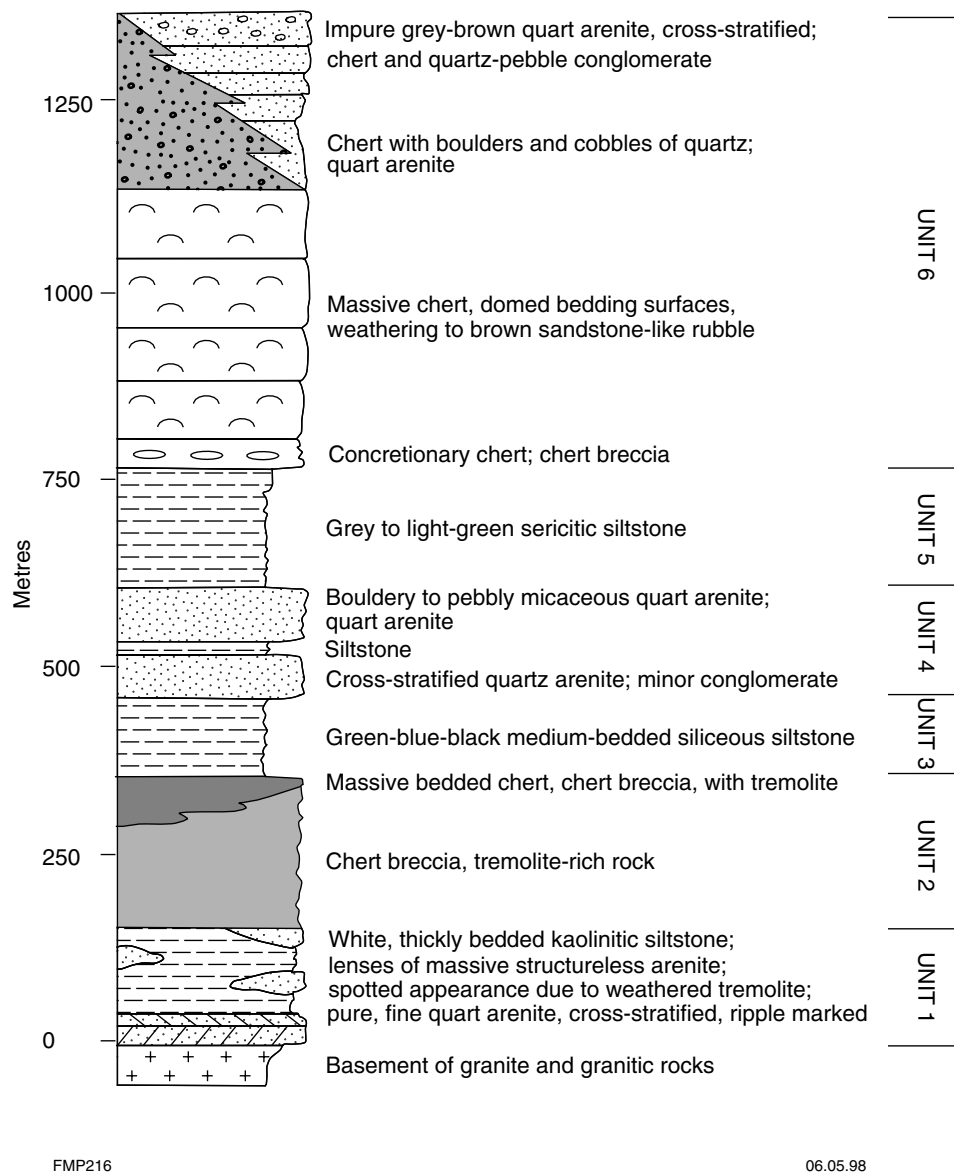 Impure grey-brown quart arenite, cross-stratified;
chert and quartz-pebble conglomerate
1250
Chert with boulders and cobbles of quartz;
quart arenite
UNIT 6
1000
Massive chert, domed bedding surfaces,
weathering to brown sandstone-like rubble
Concretionary chert; chert breccia
750
Grey to light-green sericitic siltstone
UNIT 5
Metres
Bouldery to pebbly micaceous quart arenite;
quart arenite
Siltstone
UNIT 4
500
Cross-stratified quartz arenite; minor conglomerate
Green-blue-black medium-bedded siliceous siltstone
UNIT 3
Massive bedded chert, chert breccia, with tremolite
250
Chert breccia, tremolite-rich rock
UNIT 2
White, thickly bedded kaolinitic siltstone;
lenses of massive structureless arenite;
spotted appearance due to weathered tremolite;
pure, fine quart arenite, cross-stratified, ripple marked
UNIT 1
0
Basement of granite and granitic rocks
FMP216
06.05.98